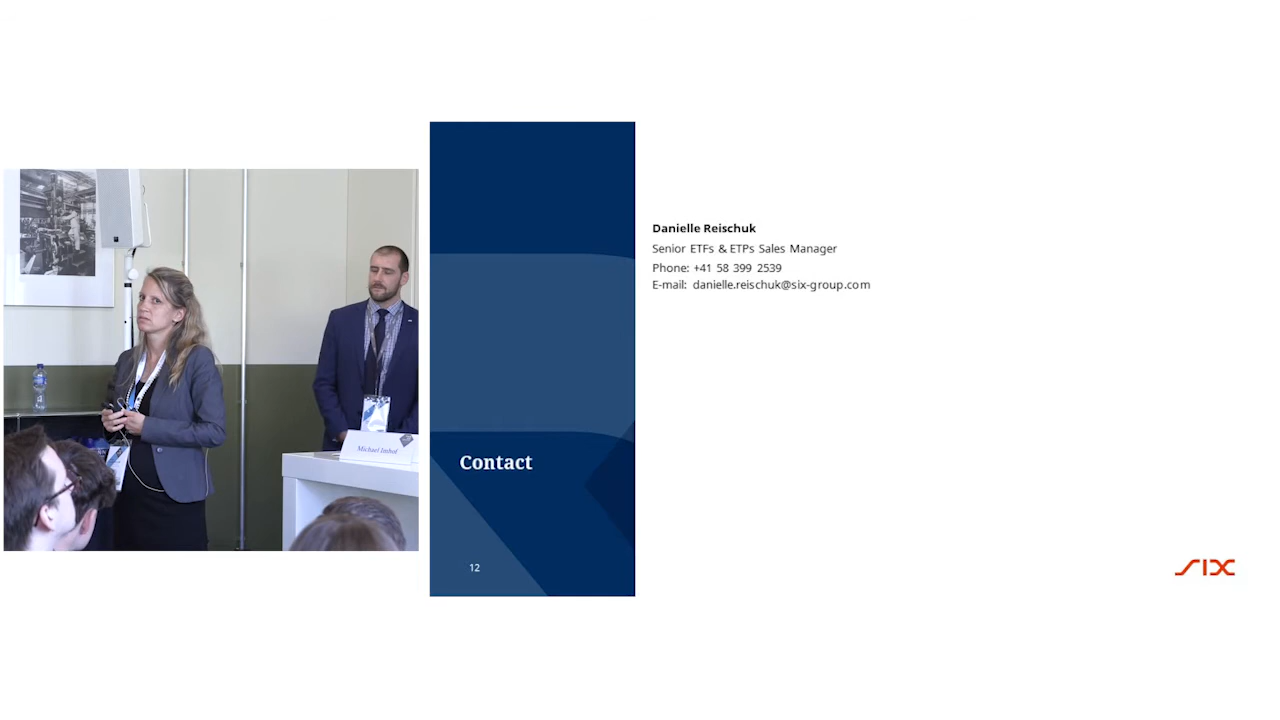 Michael Imhof
Contact
12
Danielle Reischuk
Senior ETFs & ETPs Sales Manager
Phone: +41 58 399 2539
E-mail: danielle.reischuk@six-group.com
SIX